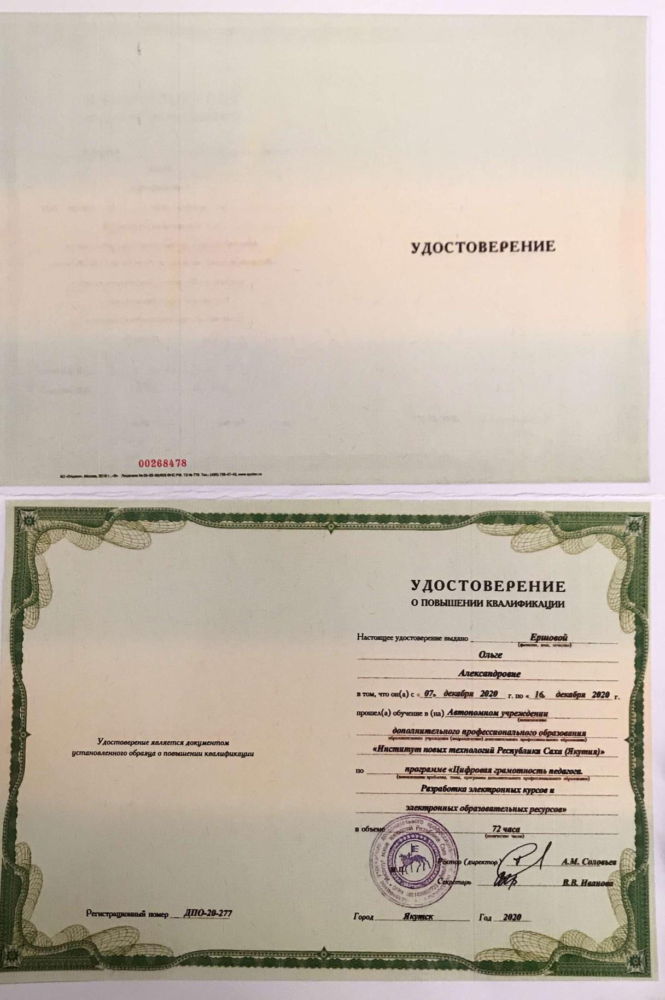 УДОСТОВЕРЕНИЕ
00268478
АО «Опцион», Москва, 2019 г., «В». Лицензия № 05-05-09/003 ФНС РФ. ТЗ № 779. Тел.: (495) 726-47-42, www.opcion.ru
УДОСТОВЕРЕНИЕ
О ПОВЫШЕНИИ КВАЛИФИКАЦИИ
Настоящее удостоверение выдано Ершовой
(фамилия, имя, отчество)
Ольге
Александровне
в том, что он(а) с «07» декабря 2020 г. по «16» декабря 2020 г.
прошел(а) обучение в (на) Автономном учреждении
(наименование
дополнительного профессионального образования
образовательного учреждения (подразделения) дополнительного профессионального образования)
«Институт новых технологий Республики Саха (Якутия)»
по программе «Цифровая грамотность педагога.
(наименование проблемы, темы, программы дополнительного профессионального образования)
Разработка электронных курсов и
электронных образовательных ресурсов»
в объеме 72 часа
(количество часов)
М.П.
Ректор (директор) А.М. Соловьев
Секретарь В.В. Иванова
Город Якутск Год 2020
Удостоверение является документом
установленного образца о повышении квалификации
Регистрационный номер ДПО-20-277